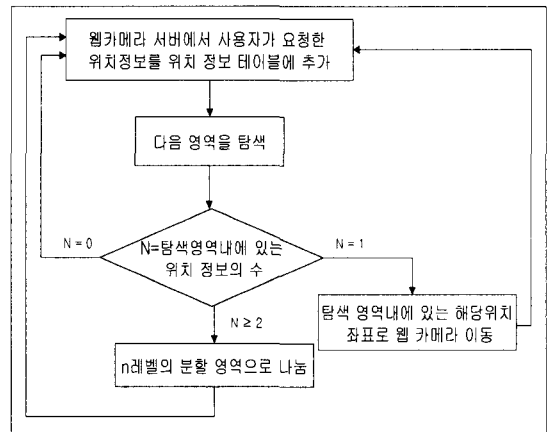 웹카메라 서버에서 사용자가 요청한
위치정보를 위치 정보 테이블에 추가
다음 영역을 탐색
N=탐색영역내에 있는
위치 정보의 수
N = 0
N = 1
N ≥ 2
탐색 영역내에 있는 해당위치
좌표로 웹 카메라 이동
n레벨의 분할 영역으로 나눔